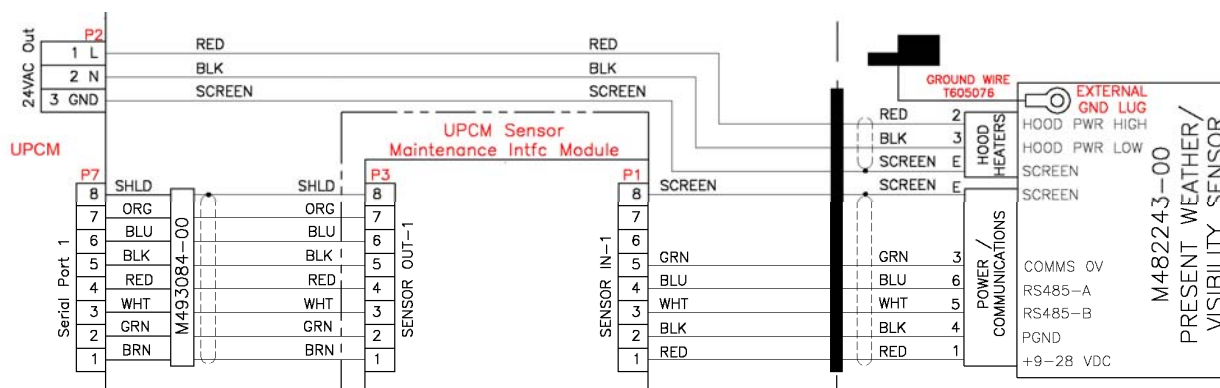 24VAC Out
P2
1 L
2 N
3 GND
RED
BLK
SCREEN
RED
BLK
SCREEN
UPCM
UPCM Sensor
Maintenance Intfc Module
P7
8
7
6
5
4
3
2
1
Serial Port 1
SHLD
ORG
BLU
BLK
RED
WHT
GRN
BRN
M493084-00
SHLD
ORG
BLU
BLK
RED
WHT
GRN
BRN
P3
8
7
6
5
4
3
2
1
SENSOR OUT-1
P1
8
7
6
5
4
3
2
1
SENSOR IN-1
SCREEN
GRN
BLU
WHT
BLK
RED
GROUND WIRE
T605076
EXTERNAL
GND LUG
RED 2
BLK 3
SCREEN E
SCREEN E
GRN 3
BLU 6
WHT 5
BLK 4
RED 1
HOOD
HEATERS
POWER /
COMMUNICATIONS
HOOD PWR HIGH
HOOD PWR LOW
SCREEN
SCREEN
COMMS 0V
RS485-A
RS485-B
PGND
+9-28 VDC
M482243-00
PRESENT WEATHER/
VISIBILITY SENSOR